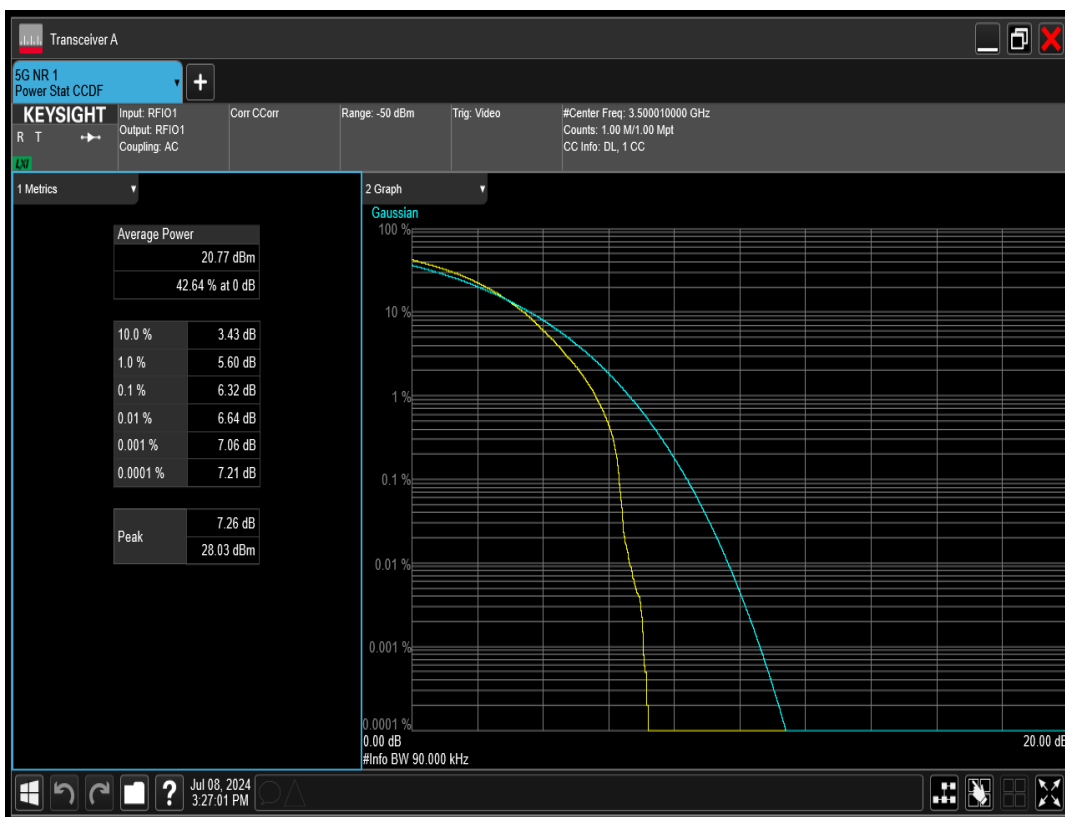 Transceiver A
5G NR 1
Power Stat CCDF
+
KEYSIGHT
R T
LXI
Input: RFIO1
Output: RFIO1
Coupling: AC
Corr CCorr
Range: -50 dBm
Trig: Video
#Center Freq: 3.500010000 GHz
Counts: 1.00 M/1.00 Mpt
CC Info: DL, 1 CC
1 Metrics
Average Power
20.77 dBm
42.64 % at 0 dB
10.0 % 3.43 dB
1.0 % 5.60 dB
0.1 % 6.32 dB
0.01 % 6.64 dB
0.001 % 7.06 dB
0.0001 % 7.21 dB
Peak 7.26 dB
28.03 dBm
2 Graph
Gaussian
100 %
10 %
1 %
0.1 %
0.01 %
0.001 %
0.0001 %
0.00 dB 20.00 dB
#Info BW 90.000 kHz
?
Jul 08, 2024
3:27:01 PM